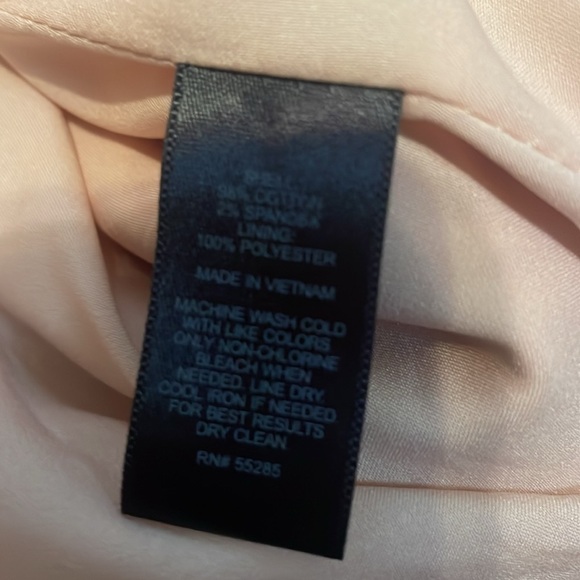 SHELL:
98% COTTON
2% SPANDEX
LINING:
100% POLYESTER
MADE IN VIETNAM
MACHINE WASH COLD
WITH LIKE COLORS
ONLY NON-CHLORINE
BLEACH WHEN
NEEDED. LINE DRY.
COOL IRON IF NEEDED
FOR BEST RESULTS
DRY CLEAN
RN# 55285